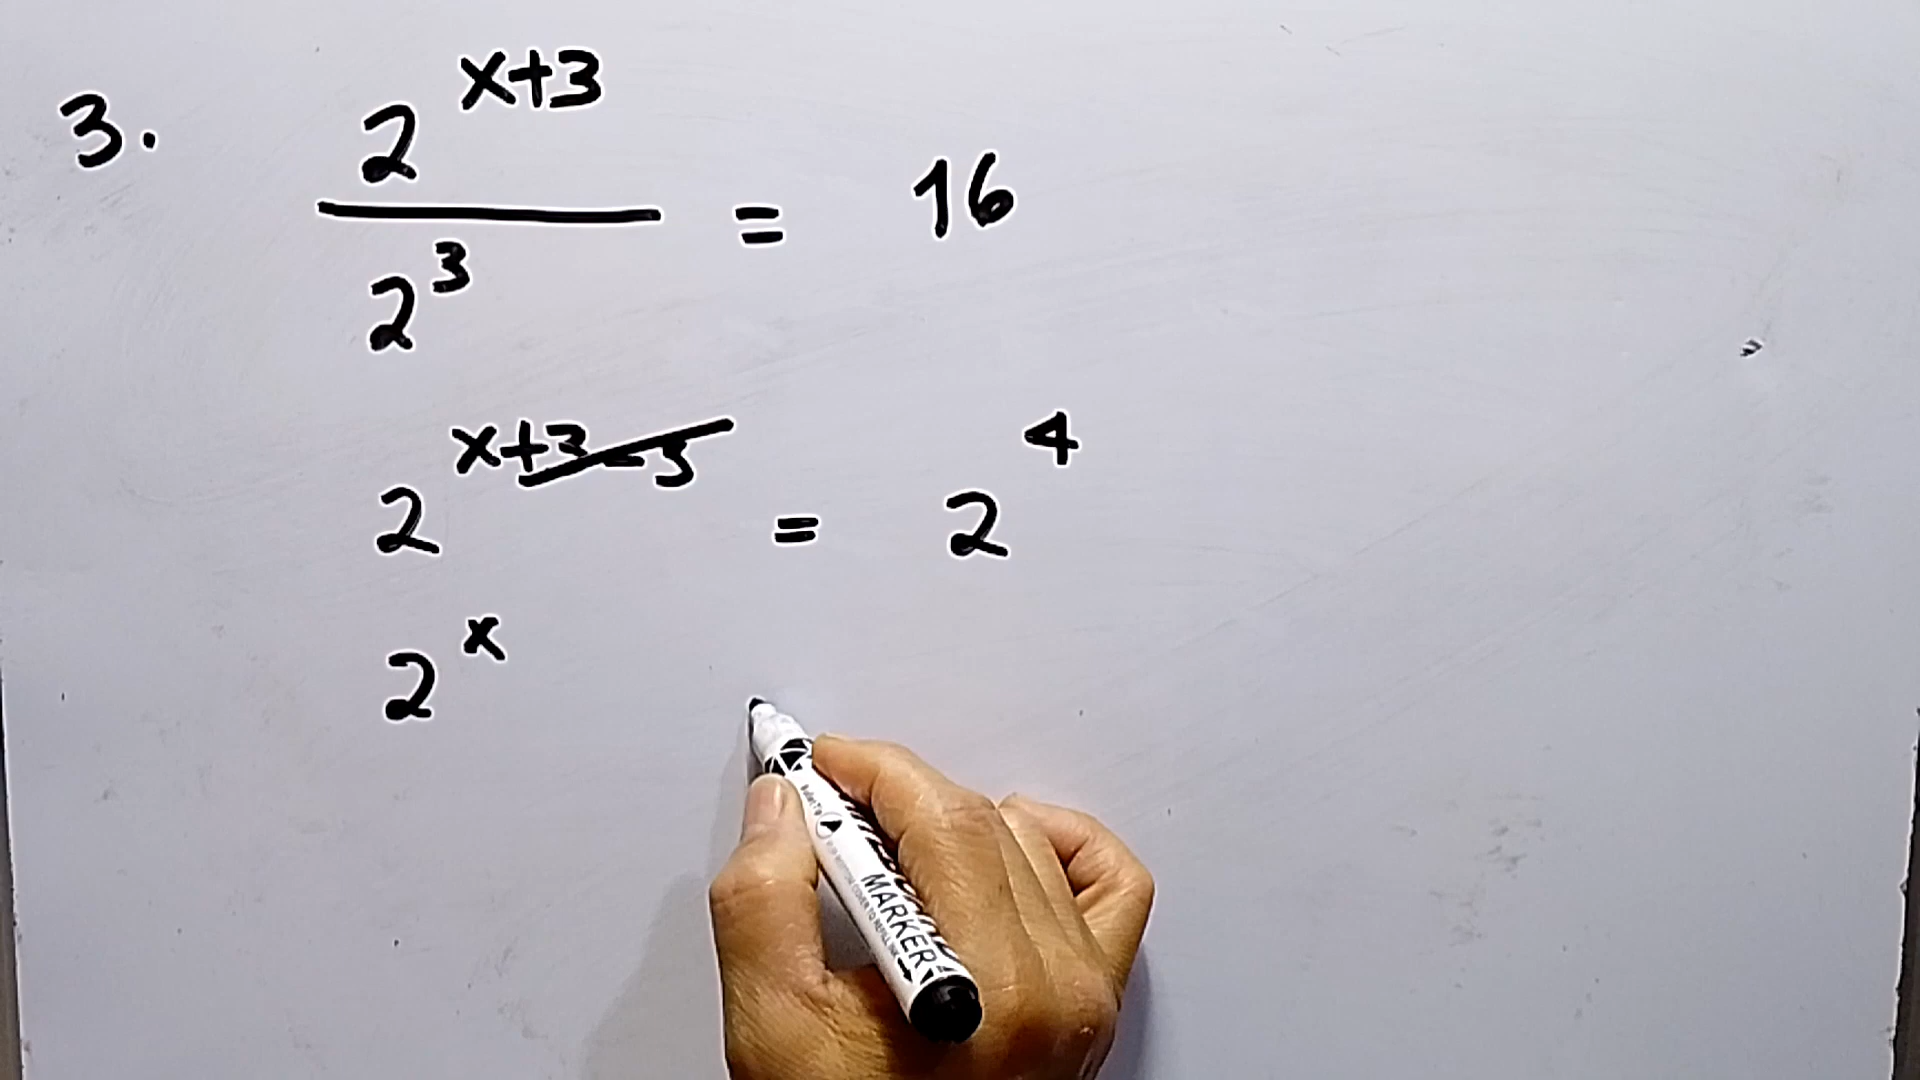 3. 2^{x+3} / 2^3 = 16
2^{x+3-3} = 2^4
2^x
MARKER